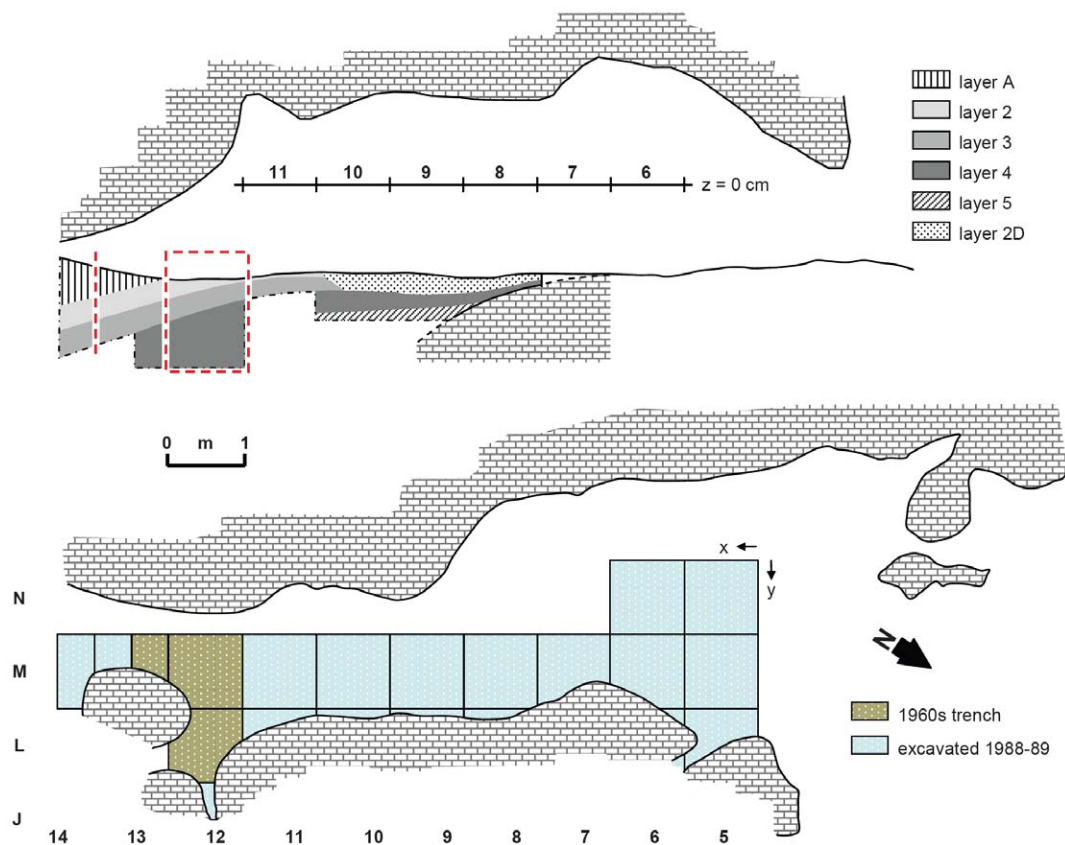 layer A
layer 2
layer 3
layer 4
layer 5
layer 2D
11 10 9 8 7 6 z = 0 cm
0 m 1
x
y
N
N
M
L
J
1960s trench
excavated 1988-89
14 13 12 11 10 9 8 7 6 5